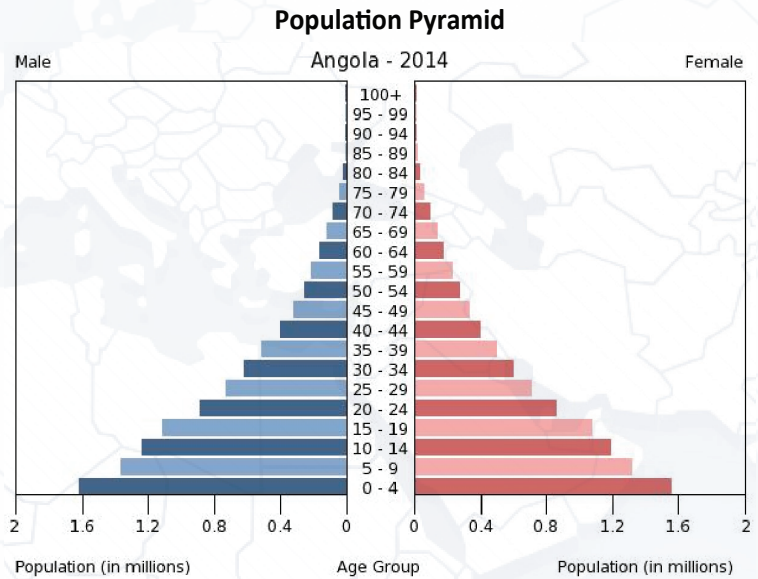 Population Pyramid
Male Angola - 2014 Female
100+
95 - 99
90 - 94
85 - 89
80 - 84
75 - 79
70 - 74
65 - 69
60 - 64
55 - 59
50 - 54
45 - 49
40 - 44
35 - 39
30 - 34
25 - 29
20 - 24
15 - 19
10 - 14
5 - 9
0 - 4
2 1.6 1.2 0.8 0.4 0 0 0.4 0.8 1.2 1.6 2
Population (in millions) Age Group Population (in millions)